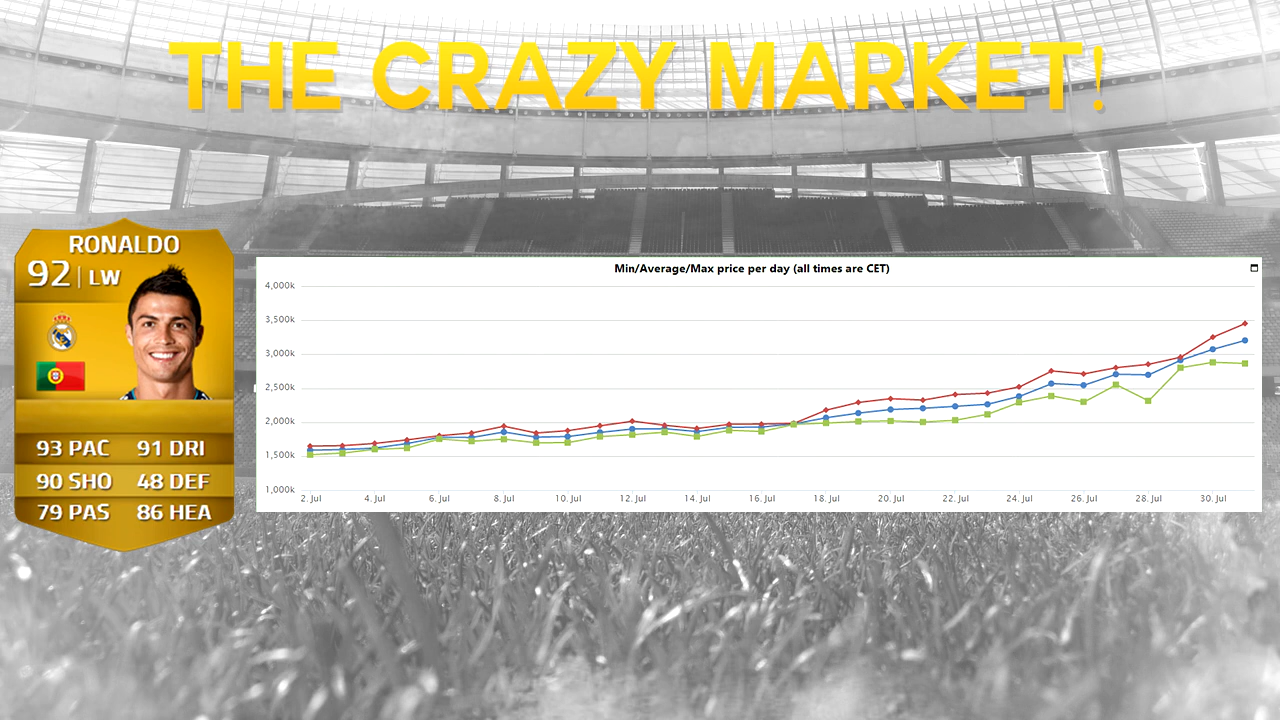 THE CRAZY MARKET!
RONALDO
92 | LW
93 PAC 91 DRI
90 SHO 48 DEF
79 PAS 86 HEA
Min/Average/Max price per day (all times are CET)
4,000k
3,500k
3,000k
2,500k
2,000k
1,500k
1,000k
2. Jul 4. Jul 6. Jul 8. Jul 10. Jul 12. Jul 14. Jul 16. Jul 18. Jul 20. Jul 22. Jul 24. Jul 26. Jul 28. Jul 30. Jul